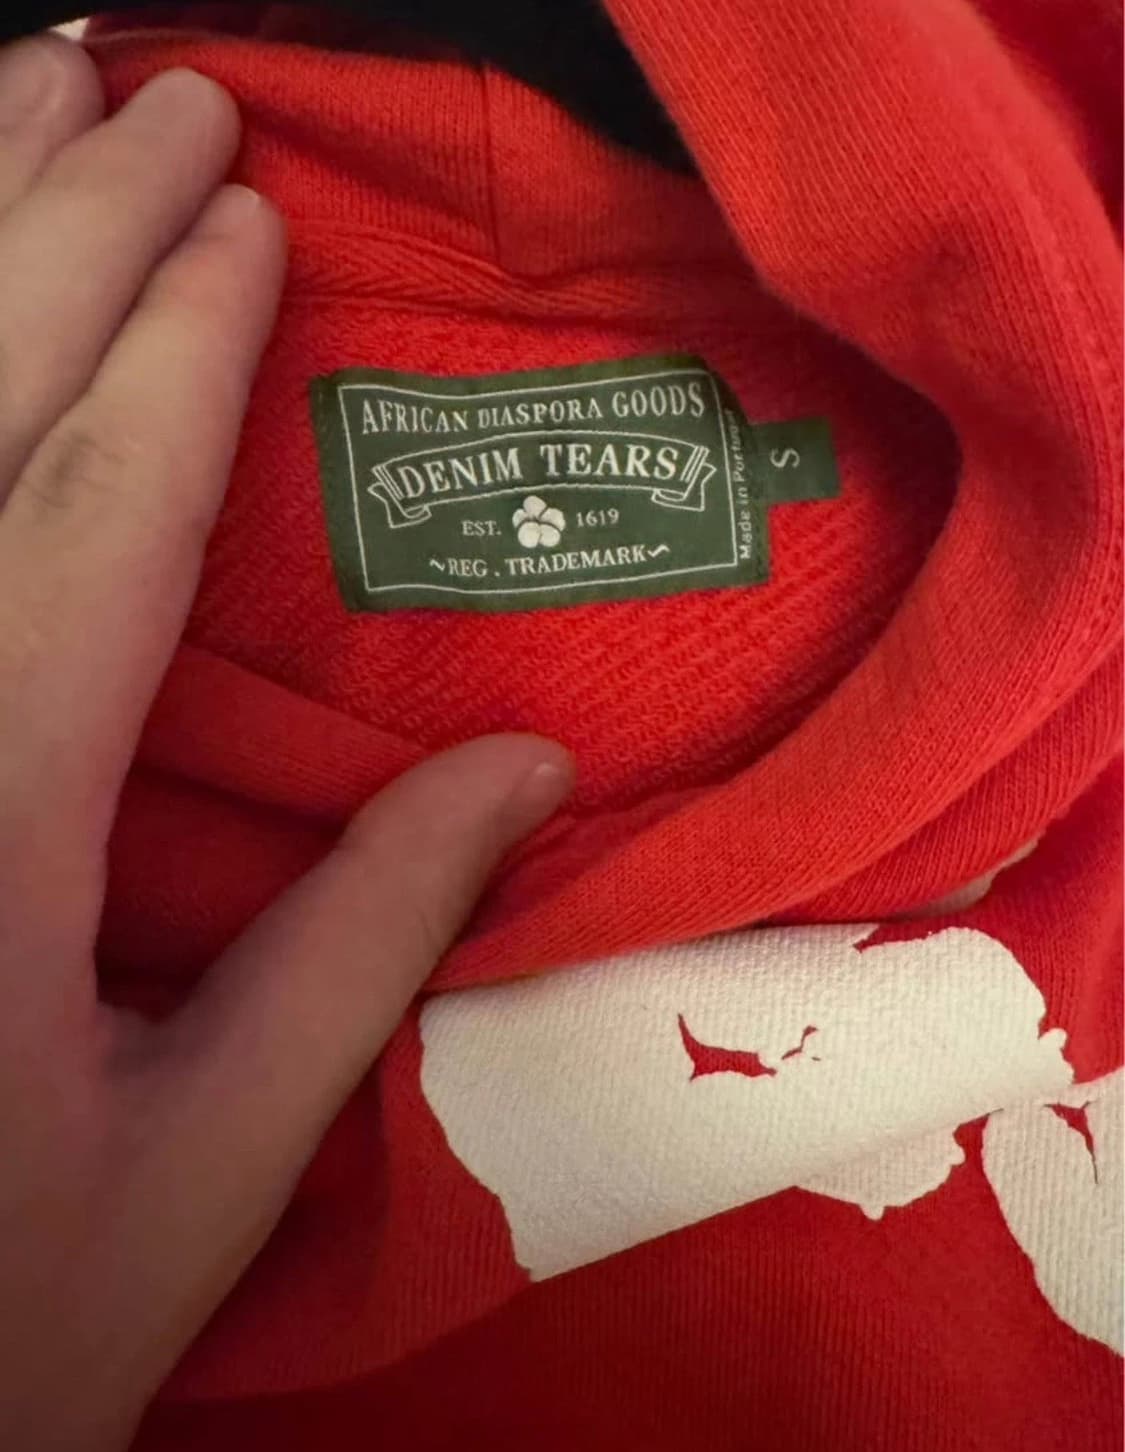 AFRICAN DIASPORA GOODS
DENIM TEARS
EST. 1619
~REG. TRADEMARK~
Made in Portugal
S